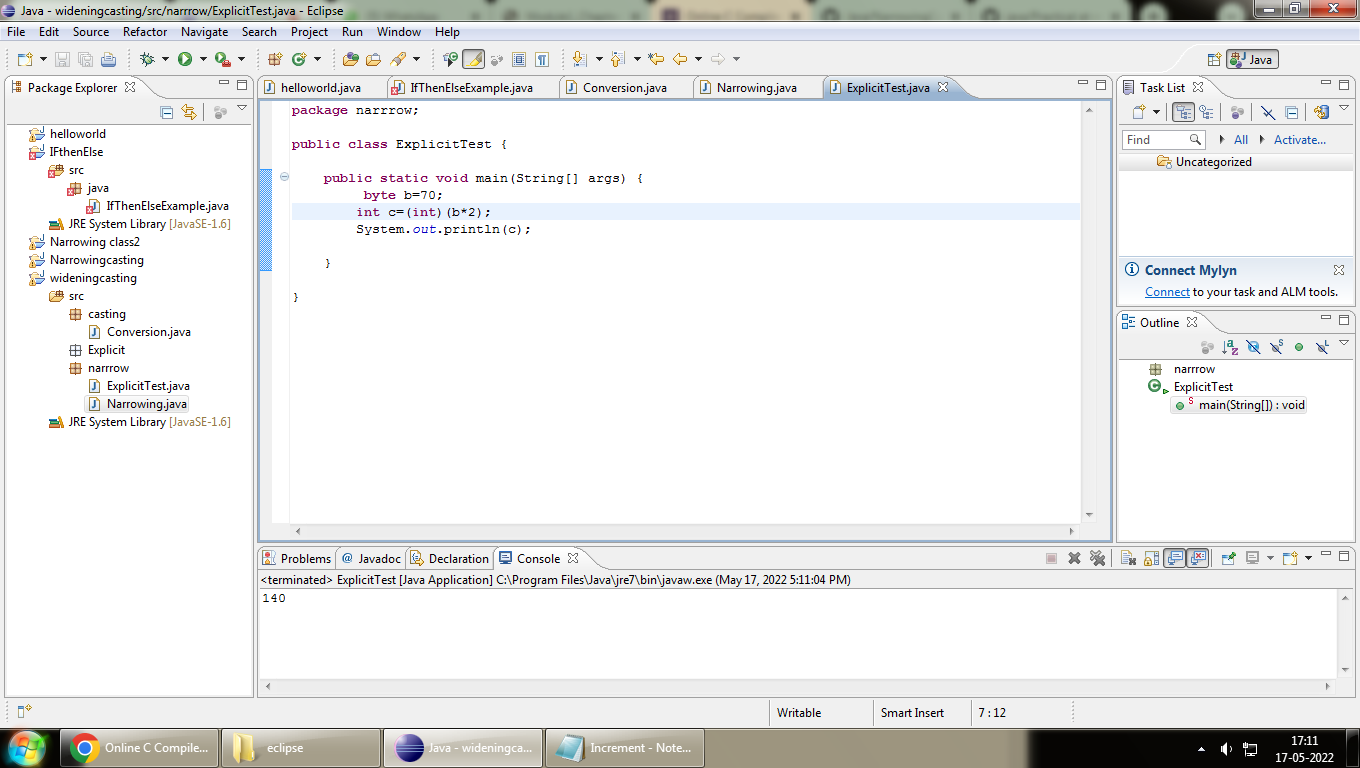 Java - wideningcasting/src/narrrow/ExplicitTest.java - Eclipse
File Edit Source Refactor Navigate Search Project Run Window Help
Java
Package Explorer
helloworld
IFthenElse
src
java
IfThenElseExample.java
JRE System Library [JavaSE-1.6]
Narrowing class2
Narrowingcasting
wideningcasting
src
casting
Conversion.java
Explicit
narrrow
ExplicitTest.java
Narrowing.java
JRE System Library [JavaSE-1.6]
helloworld.java IfThenElseExample.java Conversion.java Narrowing.java ExplicitTest.java
package narrrow;
public class ExplicitTest {
public static void main(String[] args) {
byte b=70;
int c=(int)(b*2);
System.out.println(c);
}
}
Task List
Find All Activate...
Uncategorized
Connect Mylyn
Connect to your task and ALM tools.
Outline
narrrow
ExplicitTest
main(String[]) : void
Problems @ Javadoc Declaration Console
<terminated> ExplicitTest [Java Application] C:\Program Files\Java\jre7\bin\javaw.exe (May 17, 2022 5:11:04 PM)
140
Writable Smart Insert 7 : 12
Online C Compile... eclipse Java - wideningca... Increment - Note...
17:11
17-05-2022